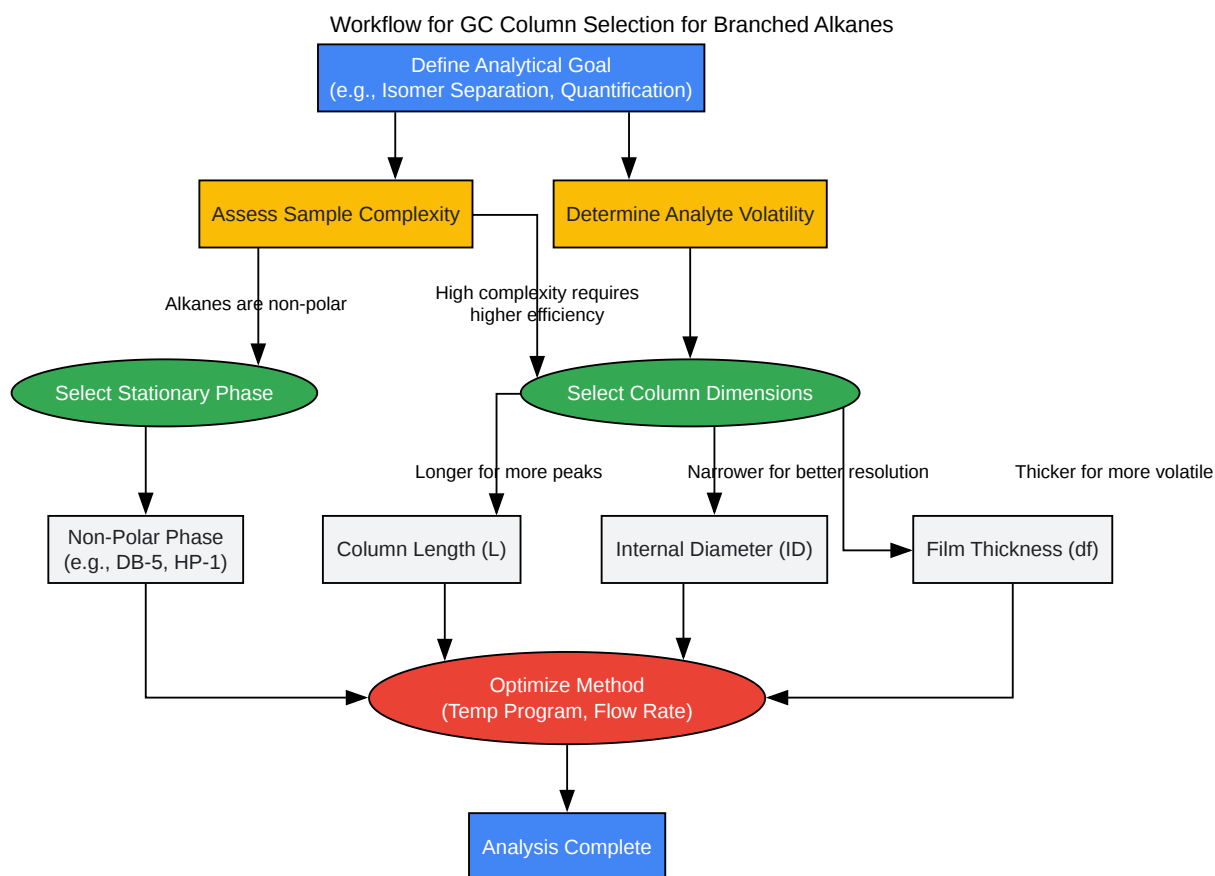 Workflow for GC Column Selection for Branched Alkanes
Define Analytical Goal
(e.g., Isomer Separation, Quantification)
Assess Sample Complexity
Determine Analyte Volatility
Alkanes are non-polar
High complexity requires
higher efficiency
Select Stationary Phase
Select Column Dimensions
Longer for more peaks
Narrower for better resolution
Thicker for more volatile
Non-Polar Phase
(e.g., DB-5, HP-1)
Column Length (L)
Internal Diameter (ID)
Film Thickness (df)
Optimize Method
(Temp Program, Flow Rate)
Analysis Complete